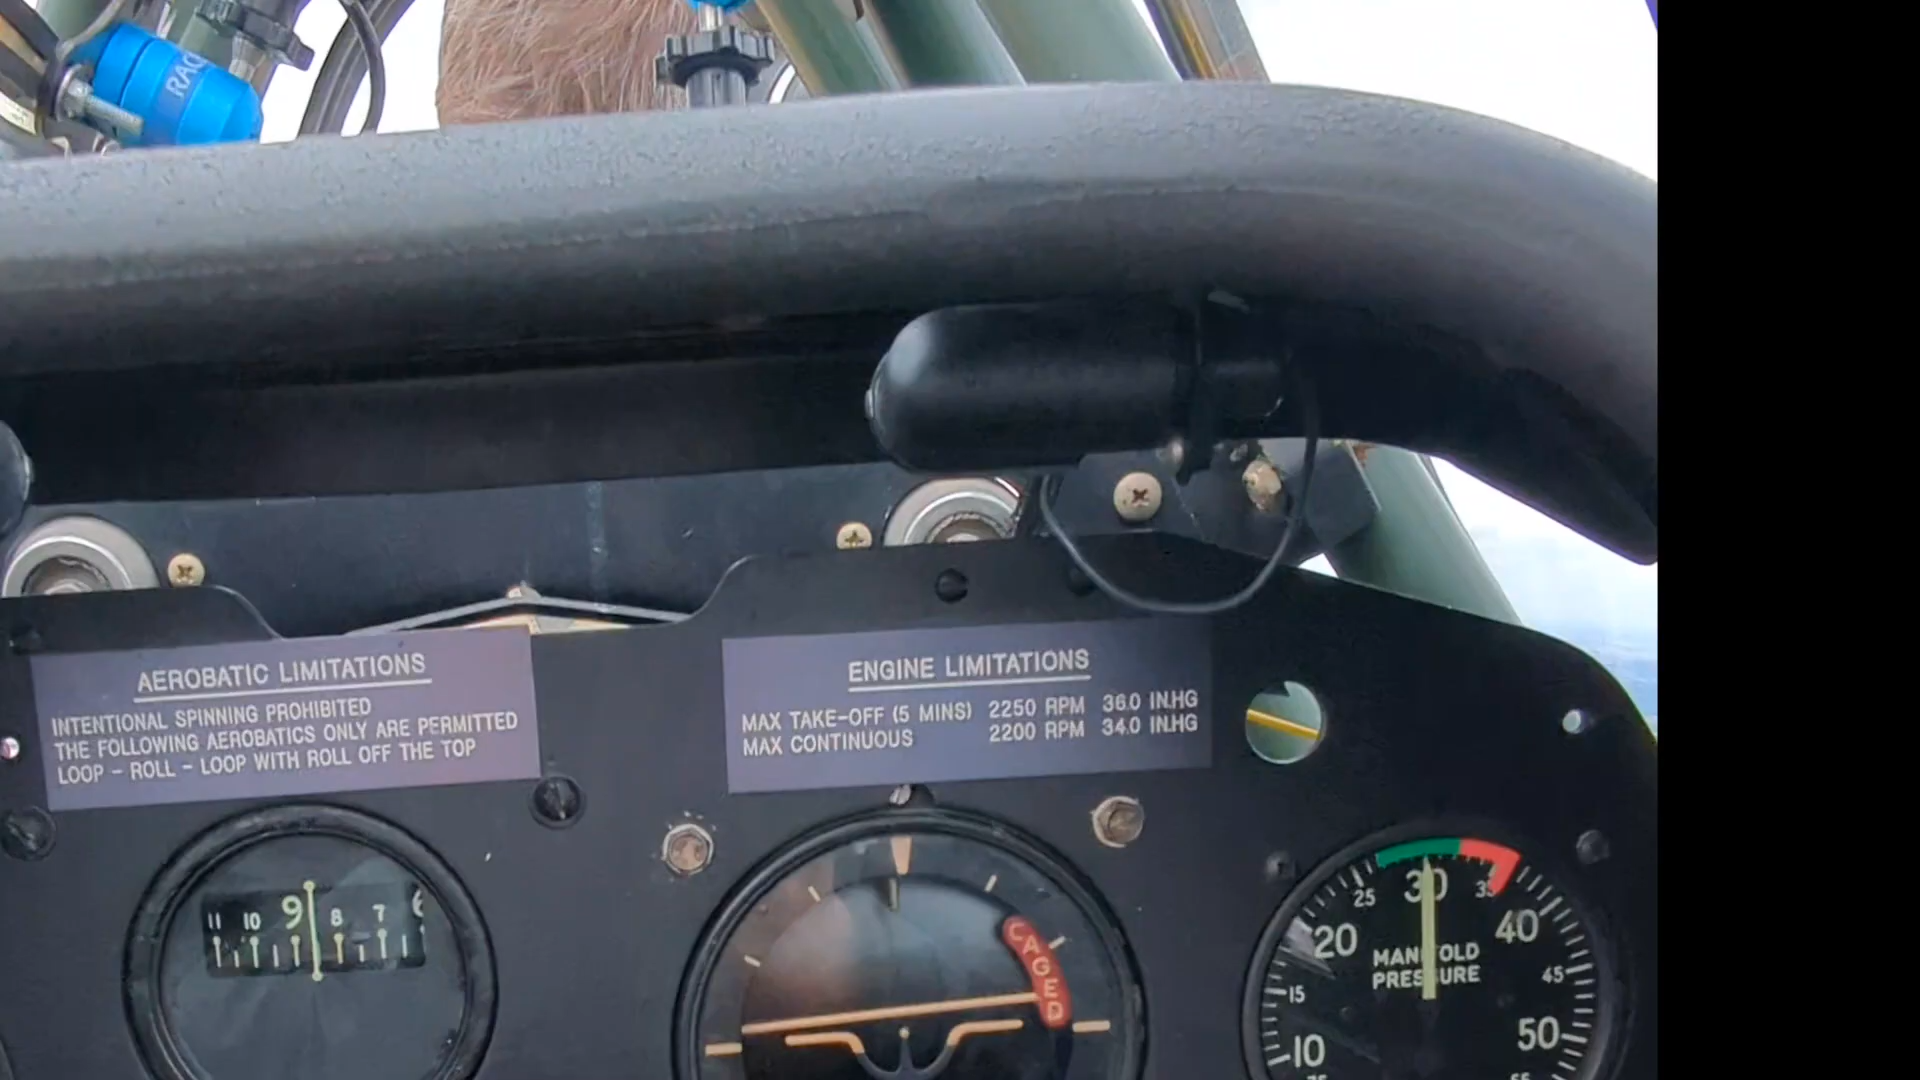 RAC
AEROBATIC LIMITATIONS
INTENTIONAL SPINNING PROHIBITED
THE FOLLOWING AEROBATICS ONLY ARE PERMITTED
LOOP - ROLL - LOOP WITH ROLL OFF THE TOP
ENGINE LIMITATIONS
MAX TAKE-OFF (5 MINS) 2250 RPM 36.0 IN.HG
MAX CONTINUOUS 2200 RPM 34.0 IN.HG
11 10 9 8 7 6
CAGED
10 15 20 25 30 35 40 45 50
MANIFOLD
PRESSURE